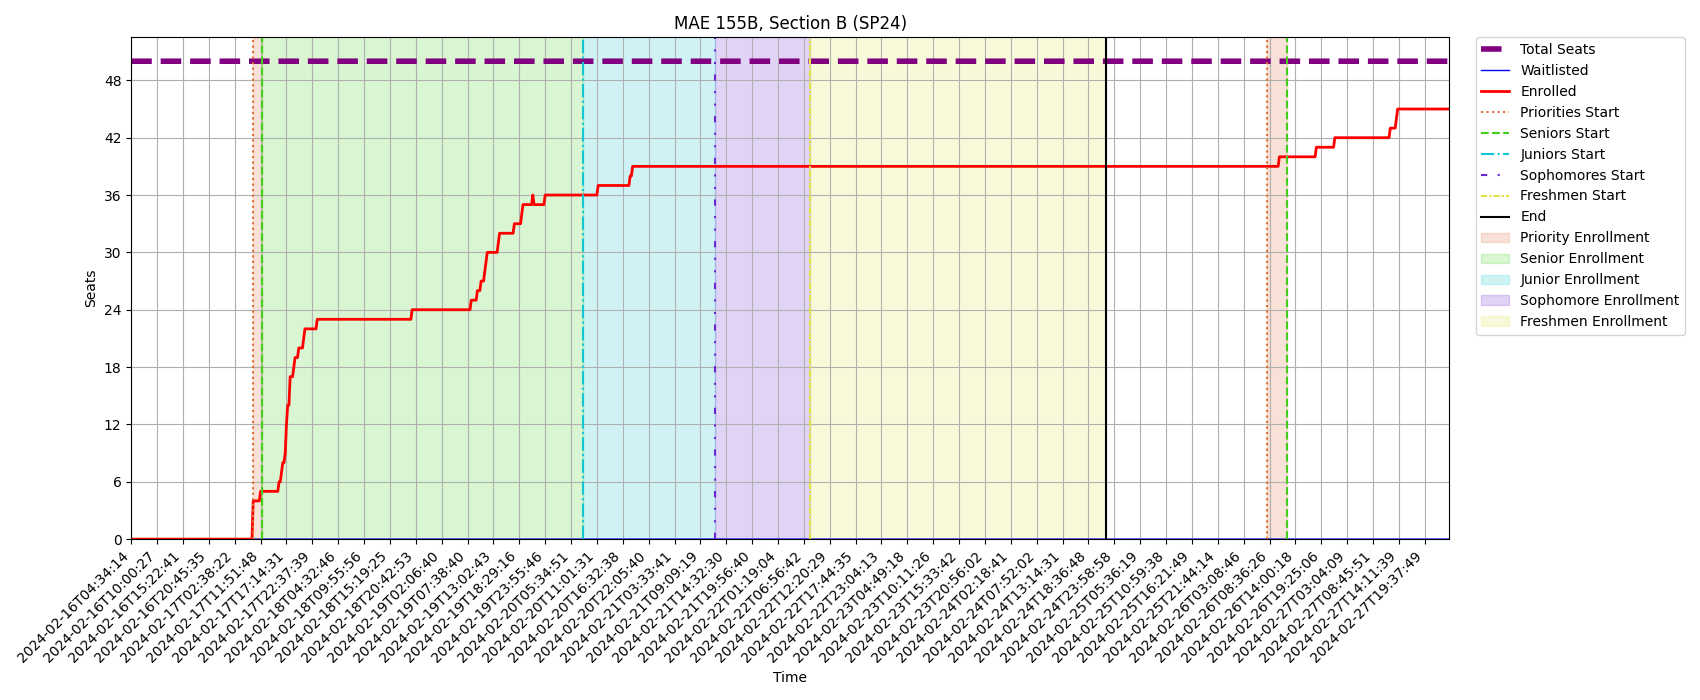 MAE 155B, Section B (SP24)
Total Seats
Waitlisted
Enrolled
Priorities Start
Seniors Start
Juniors Start
Sophomores Start
Freshmen Start
End
Priority Enrollment
Senior Enrollment
Junior Enrollment
Sophomore Enrollment
Freshmen Enrollment
Seats
48
42
36
30
24
18
12
6
0
2024-02-16T04:34:14
2024-02-16T10:00:27
2024-02-16T15:22:41
2024-02-16T20:45:35
2024-02-17T02:38:22
2024-02-17T11:51:48
2024-02-17T17:14:31
2024-02-17T22:37:39
2024-02-18T04:32:46
2024-02-18T09:55:56
2024-02-18T15:19:25
2024-02-18T20:42:53
2024-02-19T02:06:40
2024-02-19T07:38:40
2024-02-19T13:02:43
2024-02-19T18:29:16
2024-02-19T23:55:46
2024-02-20T05:34:51
2024-02-20T11:01:31
2024-02-20T16:32:38
2024-02-20T22:05:40
2024-02-21T03:33:41
2024-02-21T09:09:19
2024-02-21T14:32:30
2024-02-21T19:56:40
2024-02-22T01:19:04
2024-02-22T06:56:42
2024-02-22T12:20:29
2024-02-22T17:44:35
2024-02-22T23:04:13
2024-02-23T04:49:18
2024-02-23T10:11:26
2024-02-23T15:33:42
2024-02-23T20:56:02
2024-02-24T02:18:41
2024-02-24T07:52:02
2024-02-24T13:14:31
2024-02-24T18:36:48
2024-02-24T23:58:58
2024-02-25T05:36:19
2024-02-25T10:59:38
2024-02-25T16:21:49
2024-02-25T21:44:14
2024-02-26T03:08:46
2024-02-26T08:36:26
2024-02-26T14:00:18
2024-02-26T19:25:06
2024-02-27T03:04:09
2024-02-27T08:45:51
2024-02-27T14:11:39
2024-02-27T19:37:49
Time